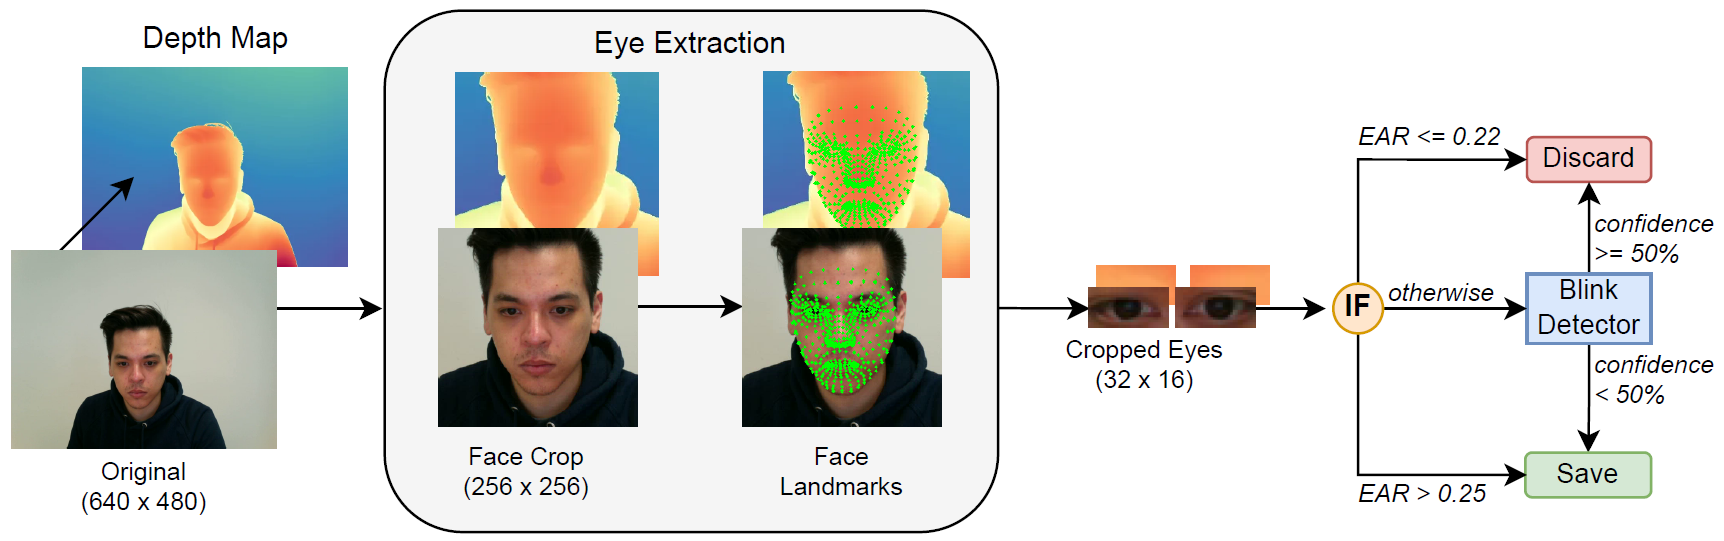 Depth Map
Eye Extraction
Original
(640 x 480)
Face Crop
(256 x 256)
Face
Landmarks
Cropped Eyes
(32 x 16)
IF
EAR <= 0.22
otherwise
EAR > 0.25
Discard
confidence
>= 50%
Blink
Detector
confidence
< 50%
Save